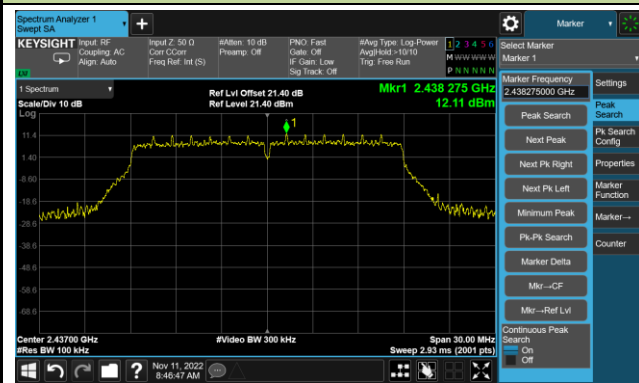 Spectrum Analyzer 1
Swept SA
Marker
KEYSIGHT
Input: RF
Coupling: AC
Align: Auto
Input Z: 50 Ω
Corr CCorr
Freq Ref: Int (S)
#Atten: 10 dB
Preamp: Off
PNO: Fast
Gate: Off
IF Gain: Low
Sig Track: Off
#Avg Type: Log-Power
Avg|Hold:>10/10
Trig: Free Run
1 2 3 4 5 6
M W W W W W
P N N N N N
LXI
Select Marker
Marker 1
1 Spectrum
Scale/Div 10 dB
Log
Ref Lvl Offset 21.40 dB
Ref Level 21.40 dBm
Mkr1 2.438 275 GHz
12.11 dBm
1
11.4
1.40
-8.60
-18.6
-28.6
-38.6
-48.6
-58.6
-68.6
Center 2.43700 GHz
#Res BW 100 kHz
#Video BW 300 kHz
Span 30.00 MHz
Sweep 2.93 ms (2001 pts)
Marker Frequency
2.438275000 GHz
Peak Search
Next Peak
Next Pk Right
Next Pk Left
Minimum Peak
Pk-Pk Search
Marker Delta
Mkr→CF
Mkr→Ref Lvl
Continuous Peak
Search
On
Off
Settings
Peak
Search
Pk Search
Config
Properties
Marker
Function
Marker→
Counter
?
Nov 11, 2022
8:46:47 AM